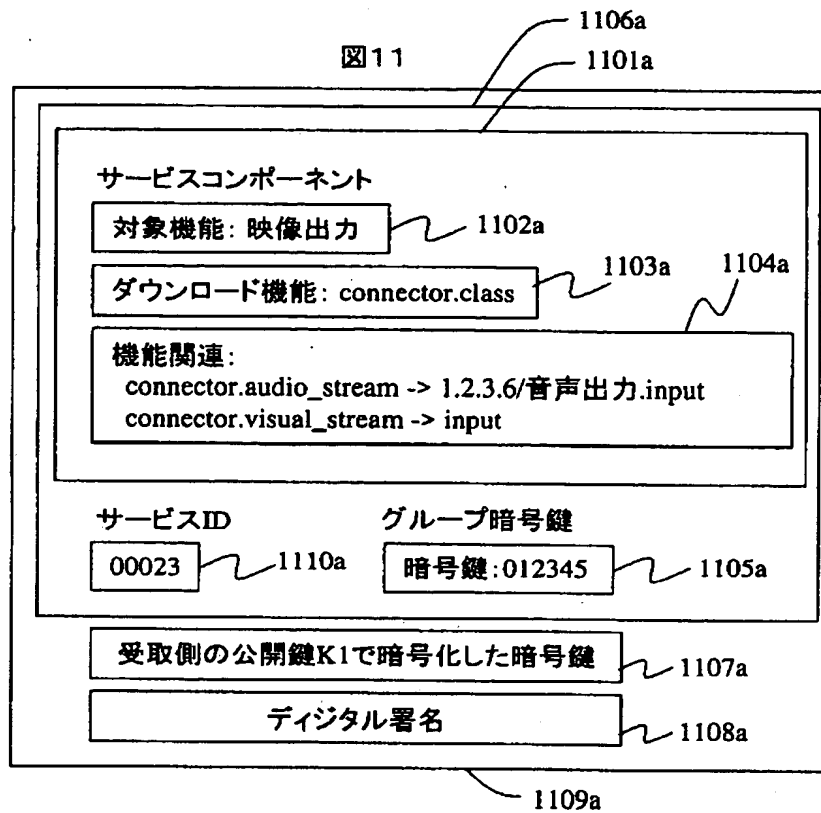 1106a
図11
1101a
サービスコンポーネント
対象機能: 映像出力
1102a
1103a
ダウンロード機能: connector.class
1104a
機能関連:
connector.audio_stream -> 1.2.3.6/音声出力.input
connector.visual_stream -> input
サービスID
グループ暗号鍵
00023
1110a
暗号鍵:012345
1105a
受取側の公開鍵K1で暗号化した暗号鍵
1107a
ディジタル署名
1108a
1109a